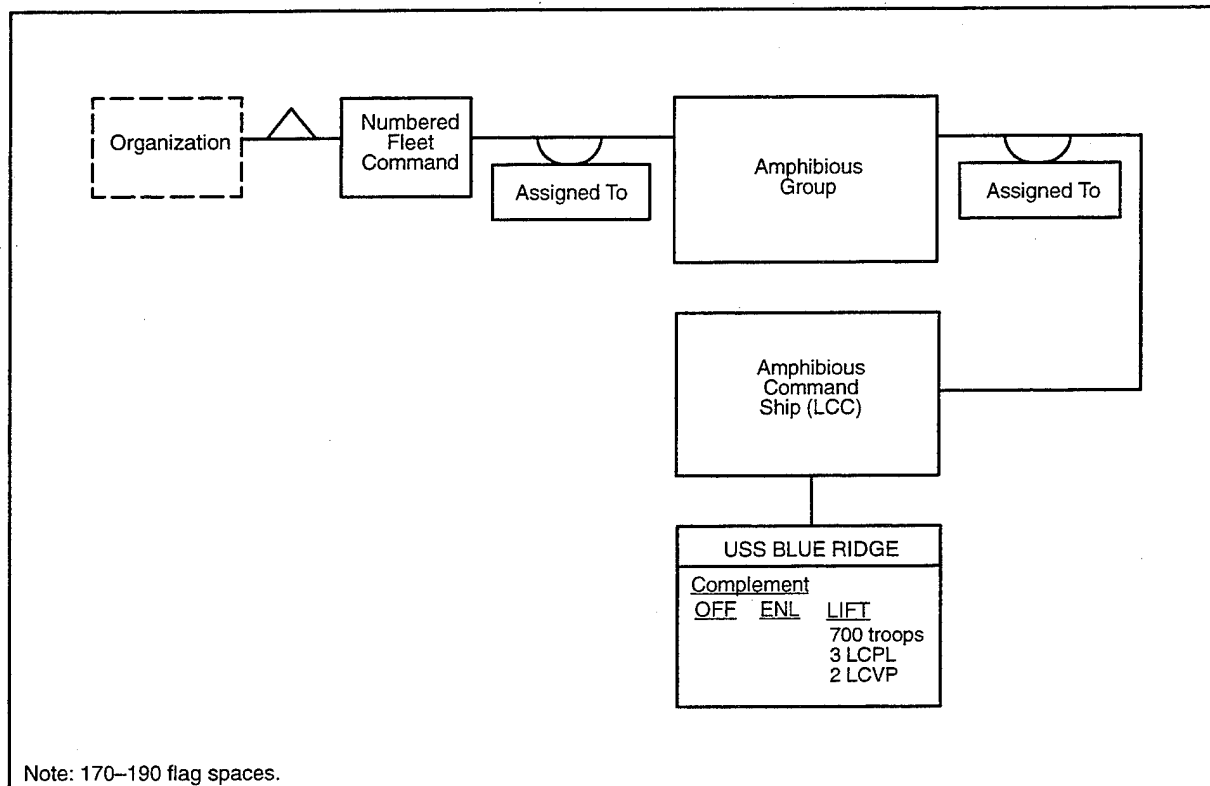 Organization
Numbered
Fleet
Command
Assigned To
Amphibious
Group
Assigned To
Amphibious
Command
Ship (LCC)
USS BLUE RIDGE
Complement
OFF ENL LIFT
700 troops
3 LCPL
2 LCVP
Note: 170–190 flag spaces.